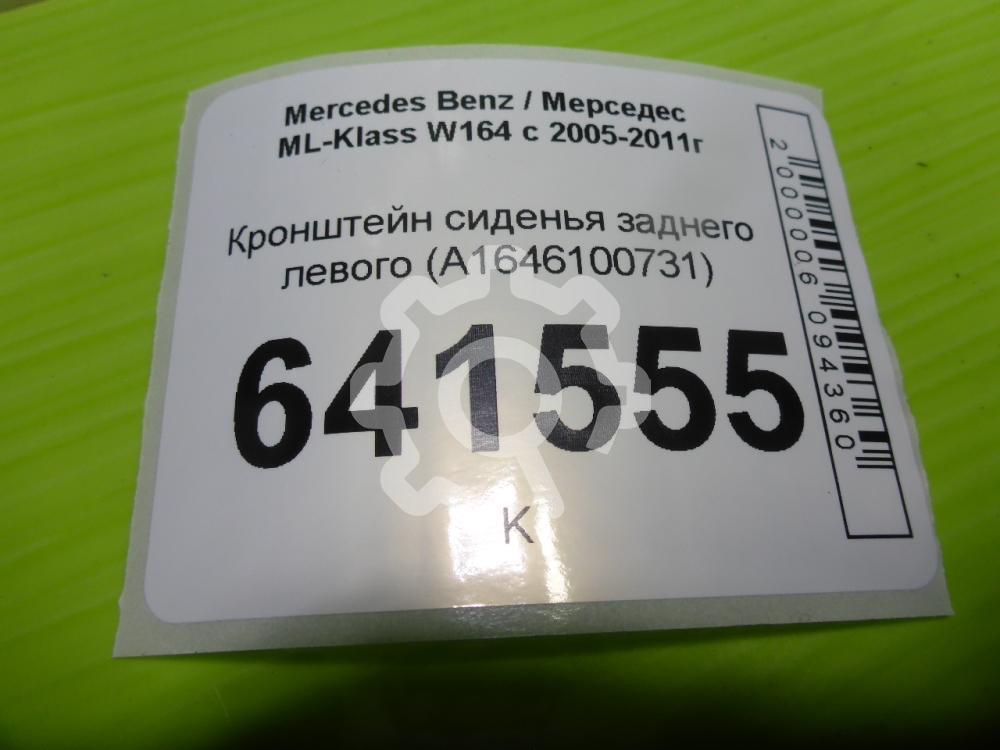 Mercedes Benz / Мерседес
ML-Klass W164 с 2005-2011г
Кронштейн сиденья заднего
левого (A1646100731)
641555
К
2000006094360